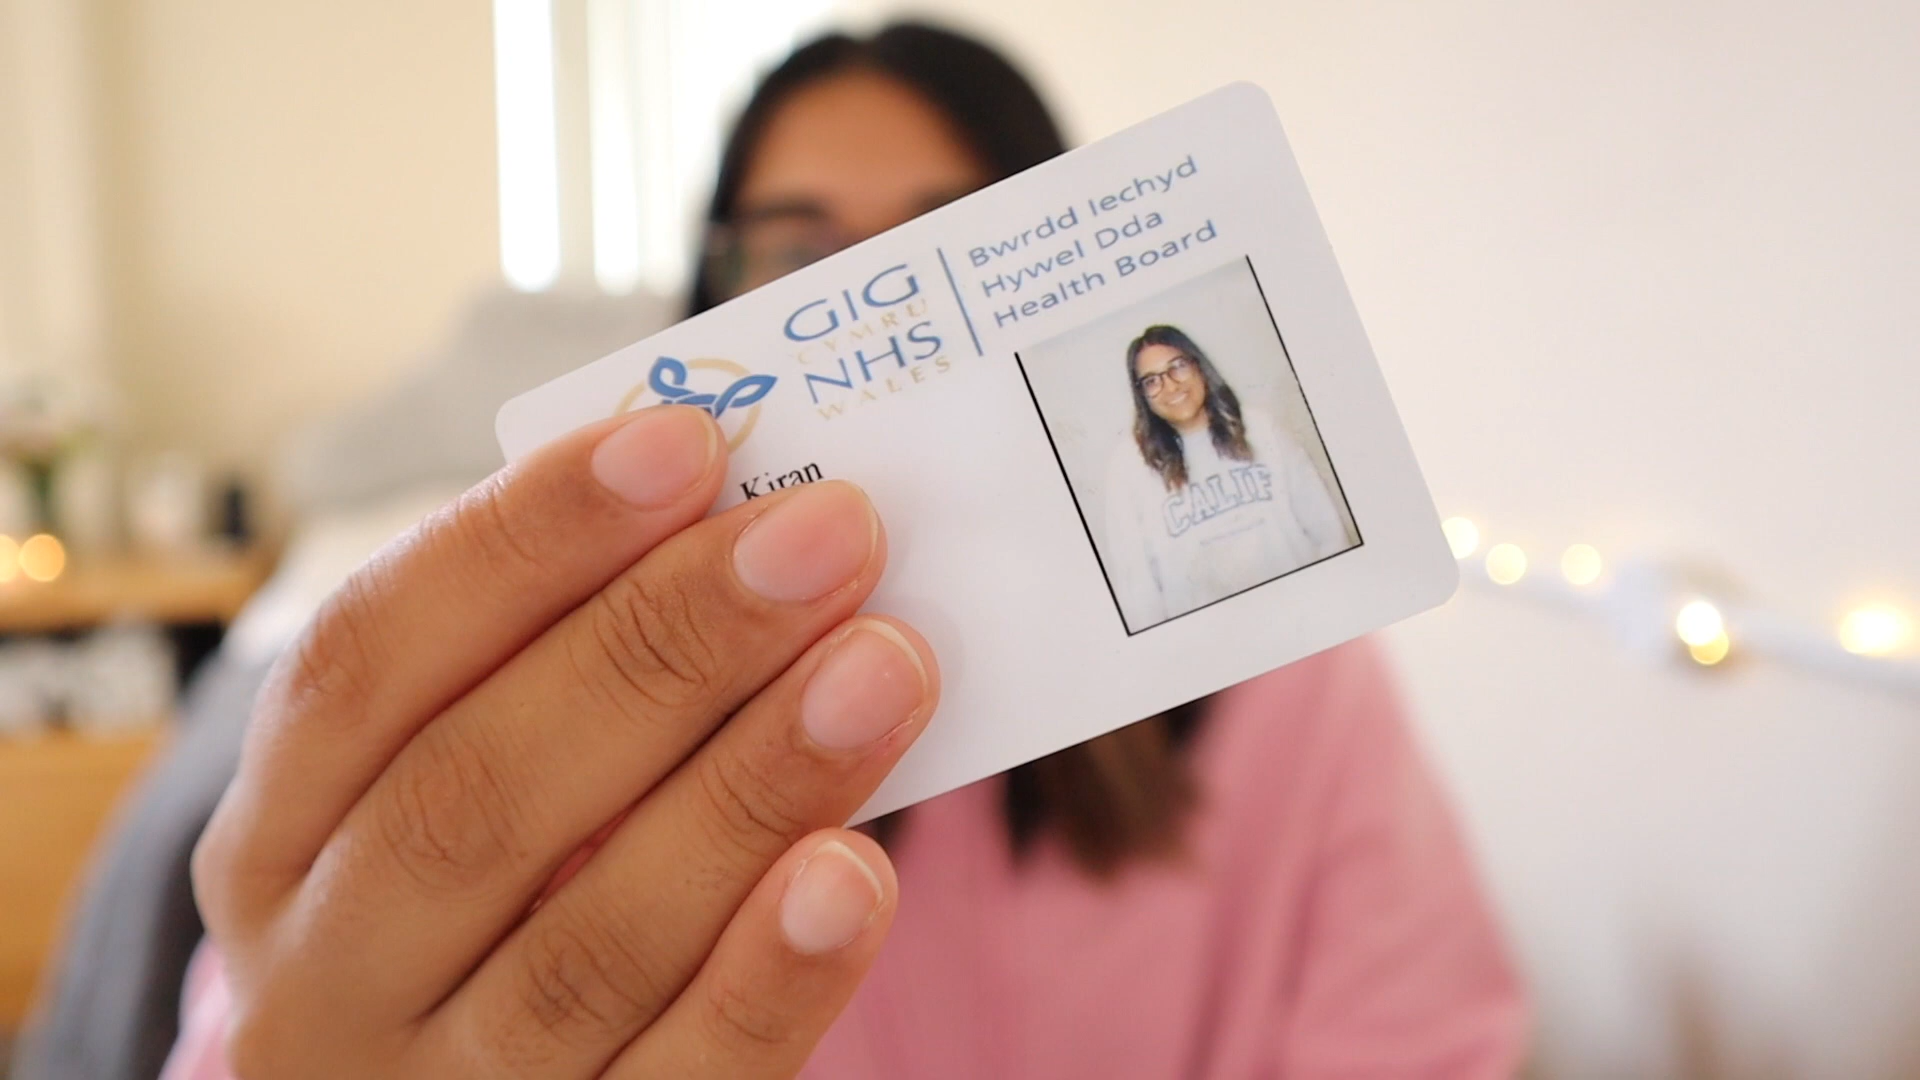 GIG
CYMRU
NHS
WALES
Bwrdd Iechyd
Hywel Dda
Health Board
Kiran
CALIF